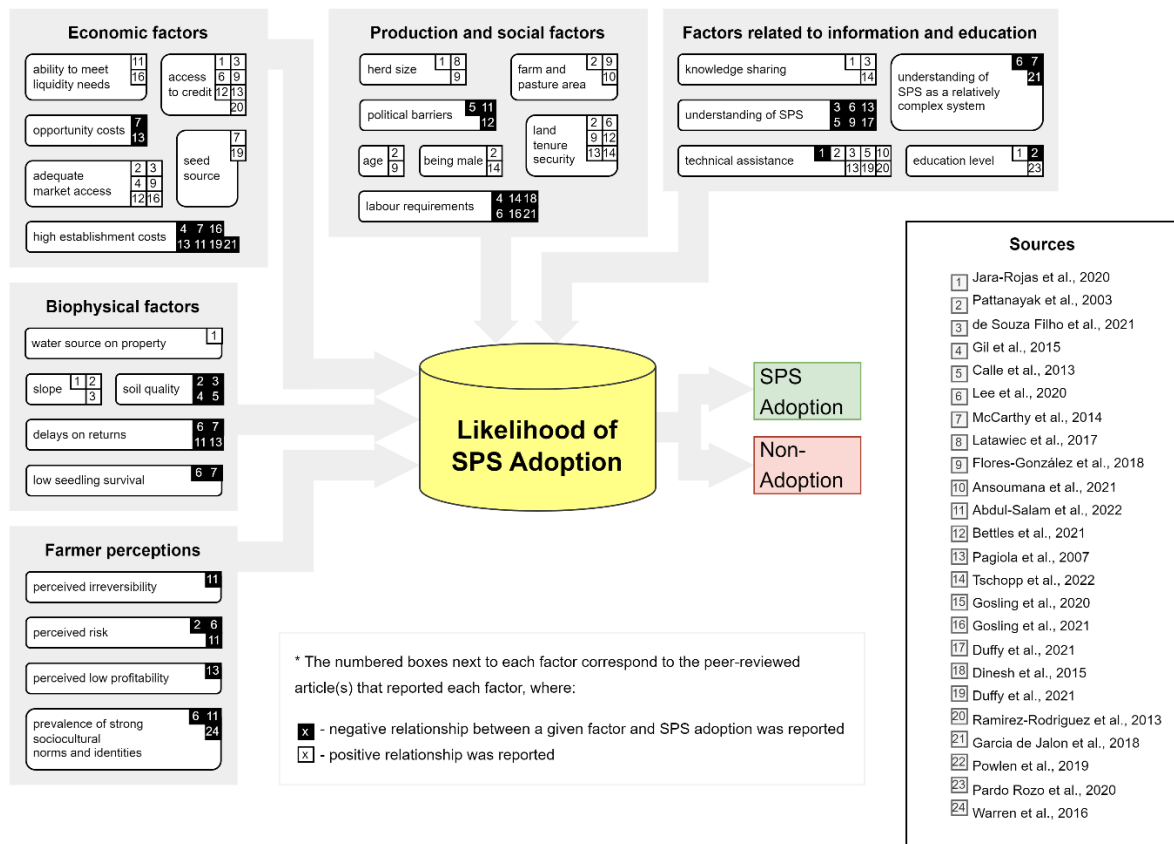 Economic factors
ability to meet
liquidity needs
11
16
access
to credit
1 3
6 9
12 13
20
opportunity costs
7
13
seed
source
7
19
adequate
market access
2 3
4 9
12 16
high establishment costs
4 7 16
13 11 19 21
Production and social factors
herd size
1 8
9
farm and
pasture area
2 9
10
political barriers
5 11
12
land
tenure
security
2 6
9 12
13 14
age
2
9
being male
2
14
labour requirements
4 14 18
6 16 21
Factors related to information and education
knowledge sharing
1 3
14
understanding of
SPS as a relatively
complex system
6 7
21
understanding of SPS
3 6 13
5 9 17
technical assistance
1 2 3 5 10
13 19 20
education level
1 2
23
Biophysical factors
water source on property
1
slope
1 2
3
soil quality
2 3
4 5
delays on returns
6 7
11 13
low seedling survival
6 7
Farmer perceptions
perceived irreversibility
11
perceived risk
2 6
11
perceived low profitability
13
prevalence of strong
sociocultural
norms and identities
6 11
24
Likelihood of
SPS Adoption
SPS
Adoption
Non-
Adoption
* The numbered boxes next to each factor correspond to the peer-reviewed
article(s) that reported each factor, where:
x - negative relationship between a given factor and SPS adoption was reported
x - positive relationship was reported
Sources
1 Jara-Rojas et al., 2020
2 Pattanayak et al., 2003
3 de Souza Filho et al., 2021
4 Gil et al., 2015
5 Calle et al., 2013
6 Lee et al., 2020
7 McCarthy et al., 2014
8 Latawiec et al., 2017
9 Flores-González et al., 2018
10 Ansoumana et al., 2021
11 Abdul-Salam et al., 2022
12 Bettles et al., 2021
13 Pagiola et al., 2007
14 Tschopp et al., 2022
15 Gosling et al., 2020
16 Gosling et al., 2021
17 Duffy et al., 2021
18 Dinesh et al., 2015
19 Duffy et al., 2021
20 Ramirez-Rodriguez et al., 2013
21 Garcia de Jalon et al., 2018
22 Powlen et al., 2019
23 Pardo Rozo et al., 2020
24 Warren et al., 2016